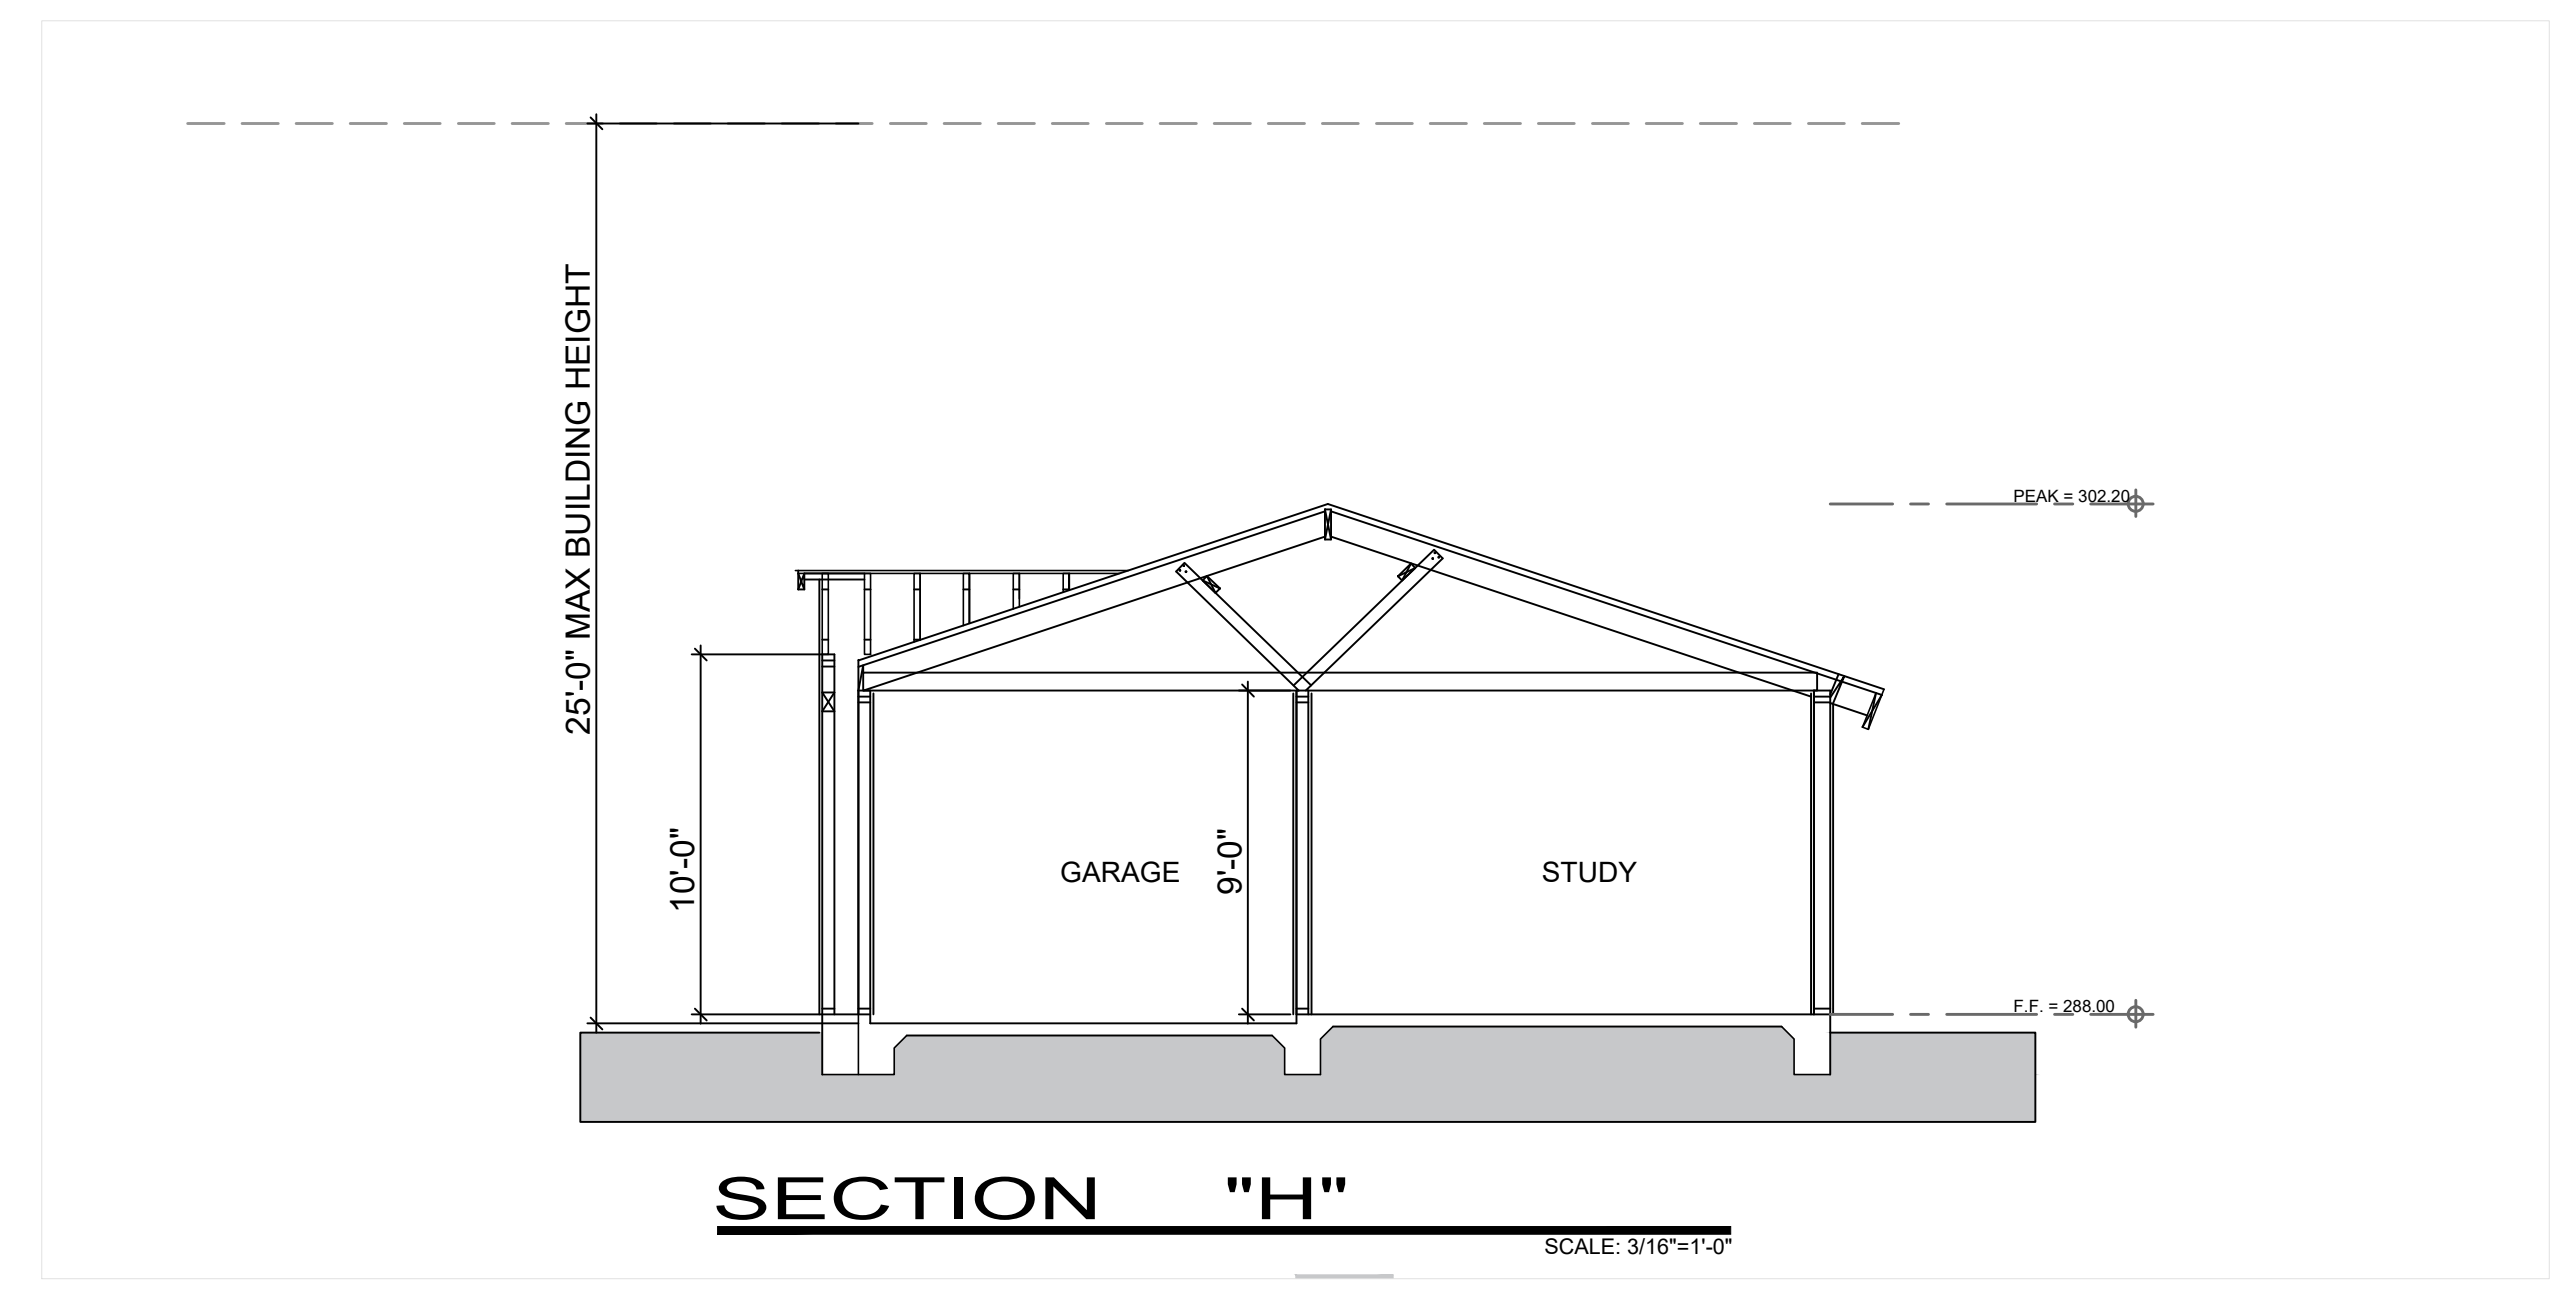 25'-0" MAX BUILDING HEIGHT
PEAK = 302.20
10'-0"
GARAGE
9'-0"
STUDY
F.F. = 288.00
SECTION "H"
SCALE: 3/16"=1'-0"